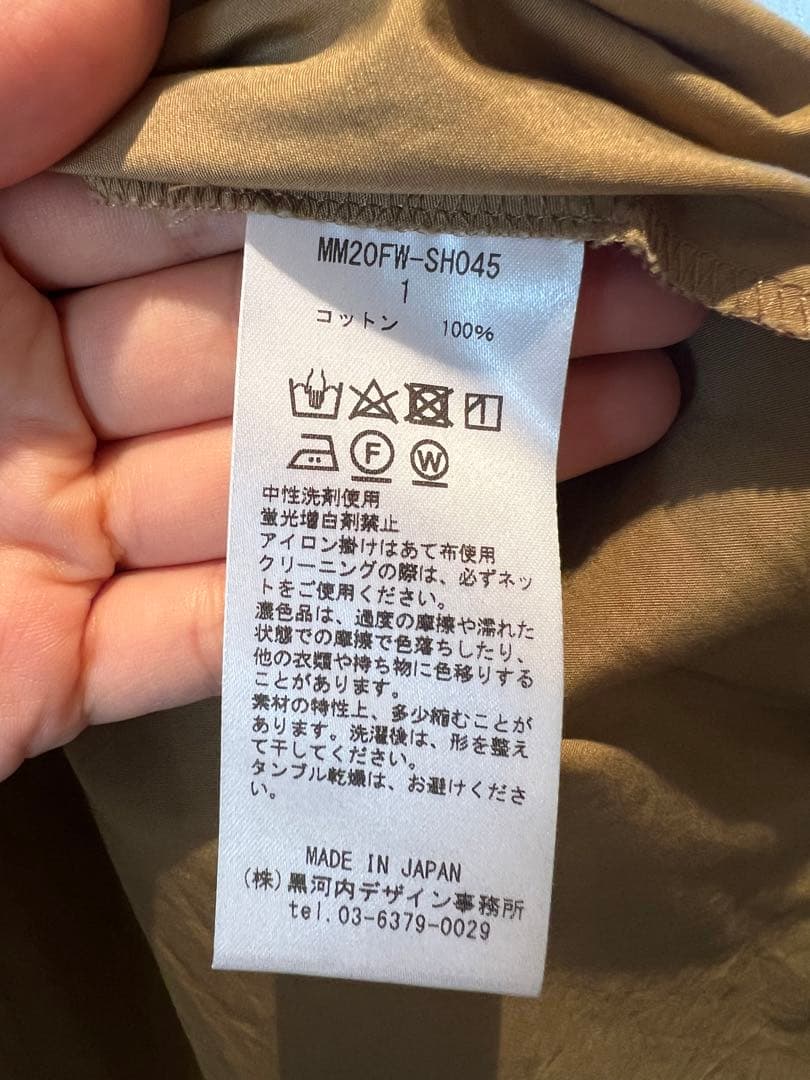 MM20FW-SH045
1
コットン 100%
F W
中性洗剤使用
蛍光増白剤禁止
アイロン掛けはあて布使用
クリーニングの際は、必ずネッ
トをご使用ください。
濃色品は、過度の摩擦や濡れた
状態での摩擦で色落ちしたり、
他の衣類や持ち物に色移りする
ことがあります。
素材の特性上、多少縮むことが
あります。洗濯後は、形を整え
て干してください。
タンブル乾燥は、お避けくださ
い。
MADE IN JAPAN
(株)黒河内デザイン事務所
tel.03-6379-0029